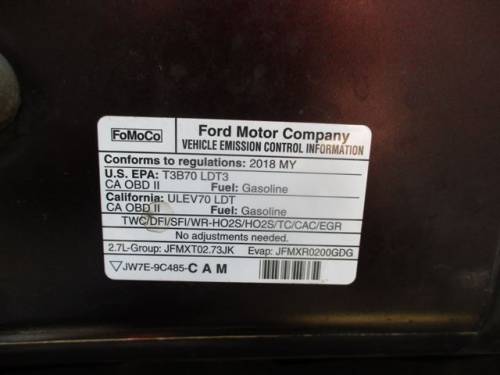 FoMoCo
Ford Motor Company
VEHICLE EMISSION CONTROL INFORMATION
Conforms to regulations: 2018 MY
U.S. EPA: T3B70 LDT3
CA OBD II Fuel: Gasoline
California: ULEV70 LDT
CA OBD II Fuel: Gasoline
TWC/DFI/SFI/WR-HO2S/HO2S/TC/CAC/EGR
No adjustments needed.
2.7L-Group: JFMXT02.73JK Evap: JFMXR0200GDG
JW7E-9C485-C A M